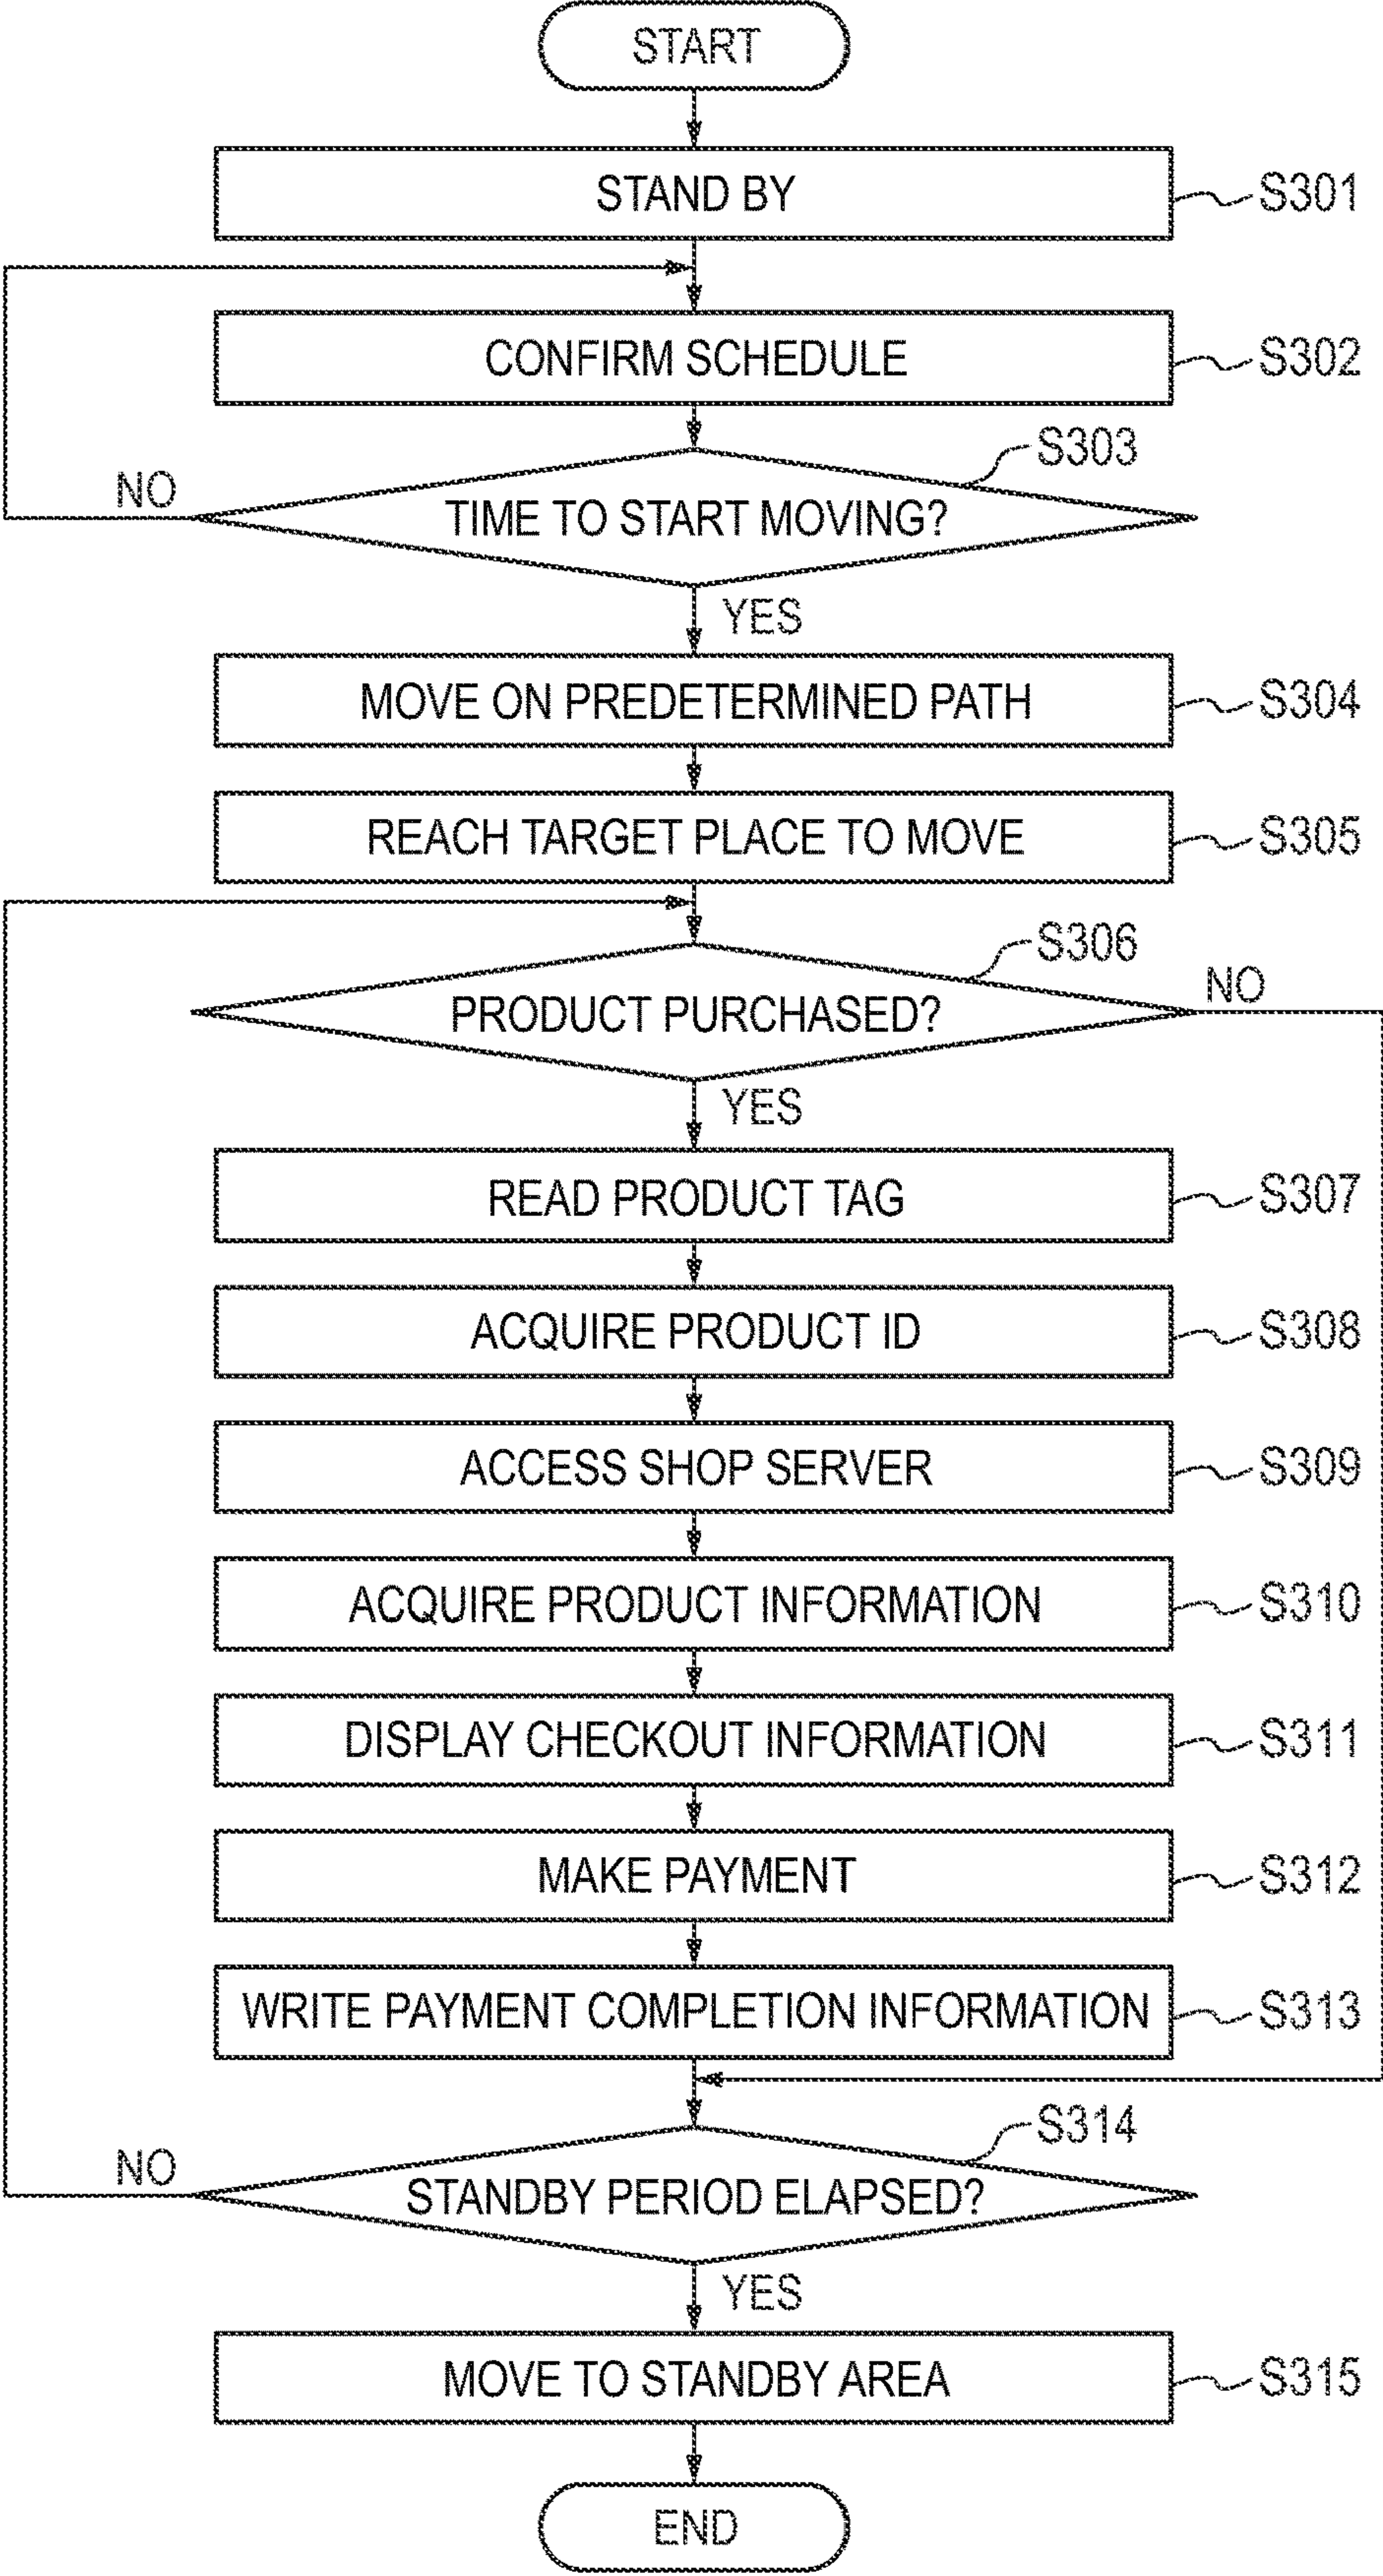 START
STAND BY
S301
CONFIRM SCHEDULE
S302
S303
NO
TIME TO START MOVING?
YES
MOVE ON PREDETERMINED PATH
S304
REACH TARGET PLACE TO MOVE
S305
S306
NO
PRODUCT PURCHASED?
YES
READ PRODUCT TAG
S307
ACQUIRE PRODUCT ID
S308
ACCESS SHOP SERVER
S309
ACQUIRE PRODUCT INFORMATION
S310
DISPLAY CHECKOUT INFORMATION
S311
MAKE PAYMENT
S312
WRITE PAYMENT COMPLETION INFORMATION
S313
S314
NO
STANDBY PERIOD ELAPSED?
YES
MOVE TO STANDBY AREA
S315
END